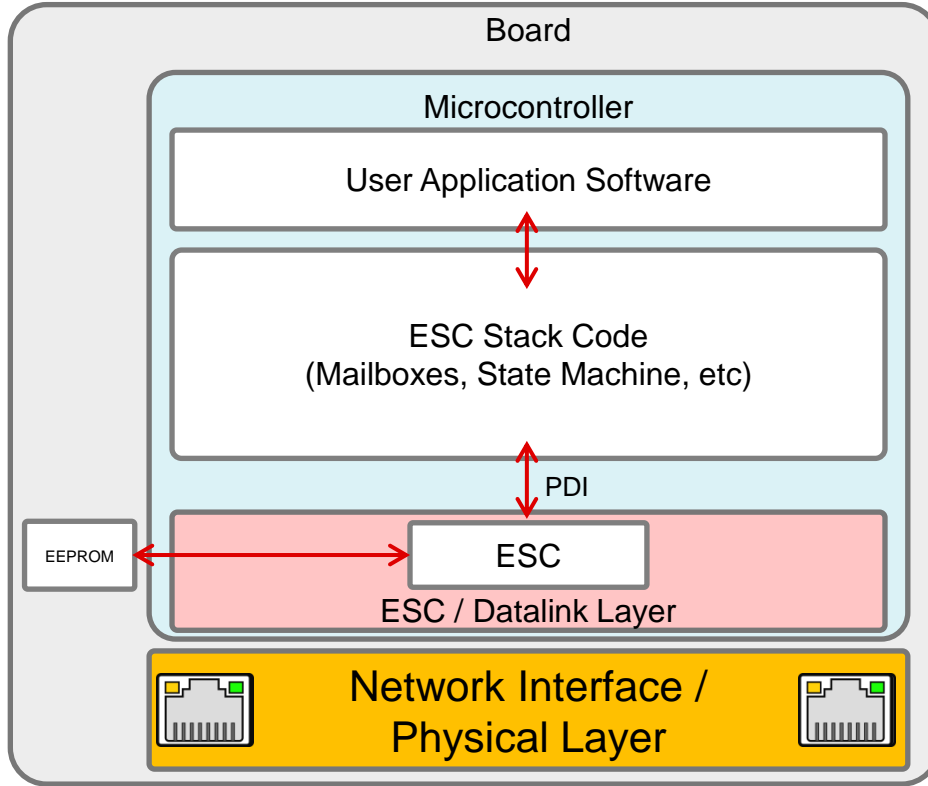 Board
Microcontroller
User Application Software
ESC Stack Code
(Mailboxes, State Machine, etc)
PDI
EEPROM
ESC
ESC / Datalink Layer
Network Interface /
Physical Layer